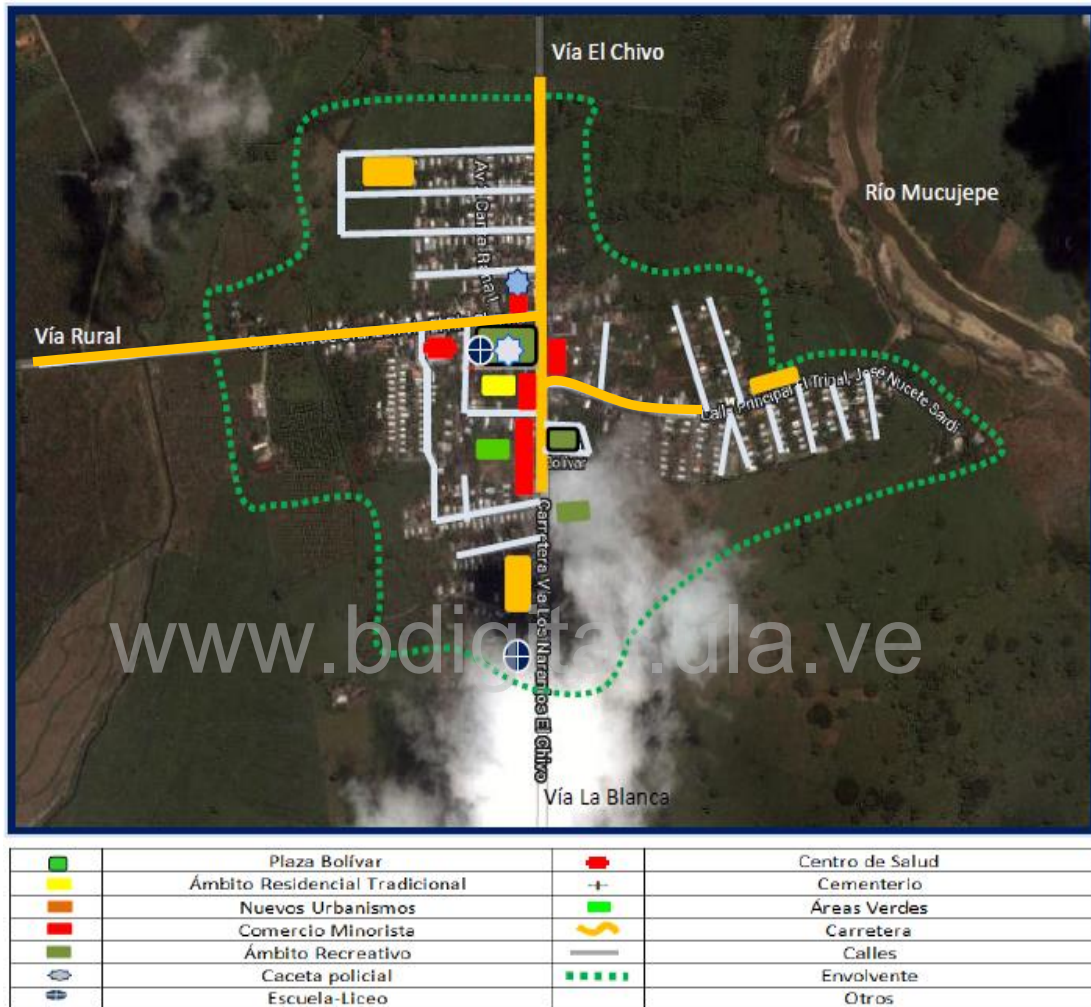 Vía El Chivo
Río Mucujepe
Vía Rural
Calle Principal El Trinal, José Nucete Sardi
Bolívar
Carretera Vía Los Naranjos El Chivo
www.bdigital.ula.ve
Vía La Blanca
Plaza Bolívar
Centro de Salud
Ámbito Residencial Tradicional
Cementerio
Nuevos Urbanismos
Áreas Verdes
Comercio Minorista
Carretera
Ámbito Recreativo
Calles
Caceta policial
Envolvente
Escuela-Liceo
Otros